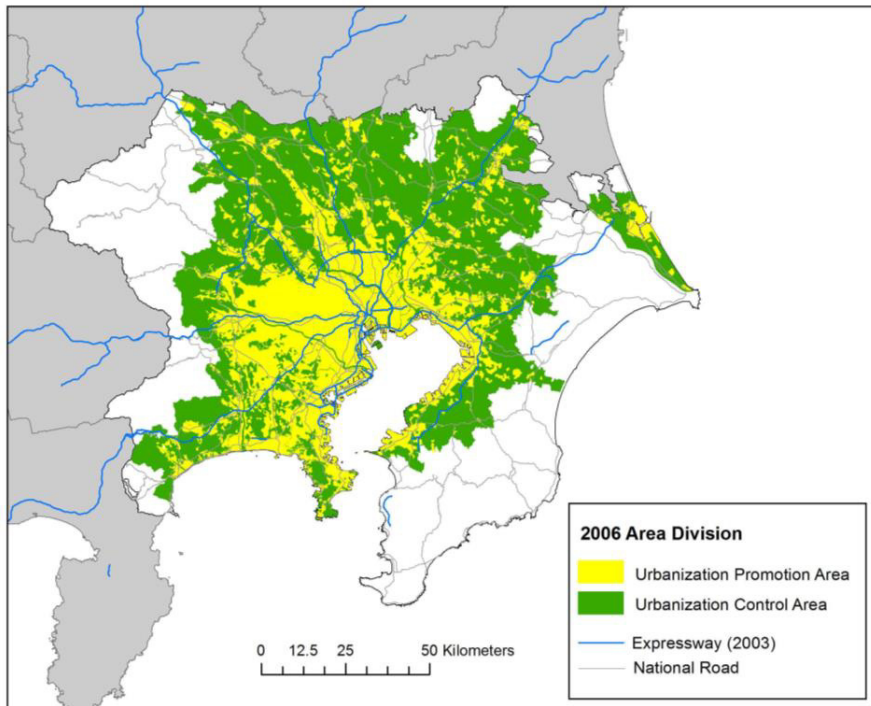 2006 Area Division
Urbanization Promotion Area
Urbanization Control Area
Expressway (2003)
National Road
0 12.5 25 50 Kilometers